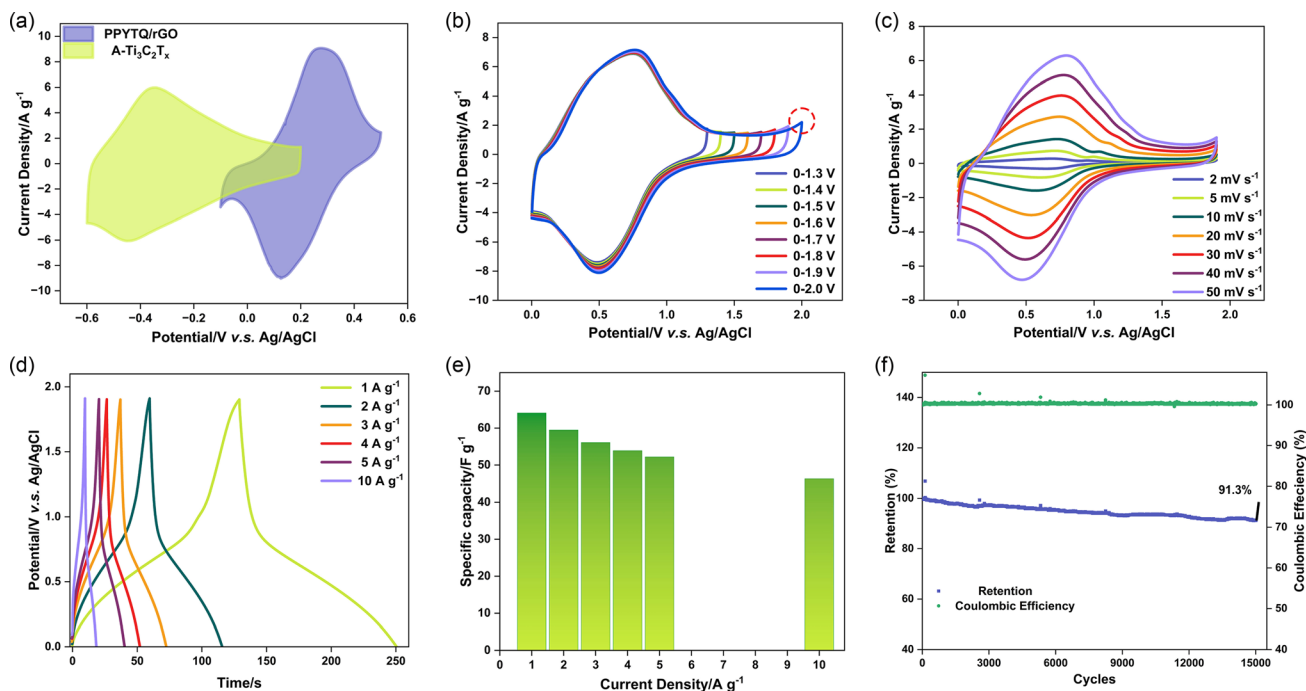 (a)
PPYTQ/rGO
A-Ti₃C₂Tₓ
Current Density/A g⁻¹
10
8
6
4
2
0
−2
−4
−6
−8
−10
−0.6
−0.4
−0.2
0.0
0.2
0.4
0.6
Potential/V v.s. Ag/AgCl
(b)
Current Density/A g⁻¹
10
8
6
4
2
0
−2
−4
−6
−8
−10
0-1.3 V
0-1.4 V
0-1.5 V
0-1.6 V
0-1.7 V
0-1.8 V
0-1.9 V
0-2.0 V
0.0
0.5
1.0
1.5
2.0
Potential/V v.s. Ag/AgCl
(c)
Current Density/A g⁻¹
8
6
4
2
0
−2
−4
−6
−8
2 mV s⁻¹
5 mV s⁻¹
10 mV s⁻¹
20 mV s⁻¹
30 mV s⁻¹
40 mV s⁻¹
50 mV s⁻¹
0.0
0.5
1.0
1.5
2.0
Potential/V v.s. Ag/AgCl
(d)
Potential/V v.s. Ag/AgCl
2.0
1.5
1.0
0.5
0.0
1 A g⁻¹
2 A g⁻¹
3 A g⁻¹
4 A g⁻¹
5 A g⁻¹
10 A g⁻¹
0
50
100
150
200
250
Time/s
(e)
Specific capacity/F g⁻¹
70
60
50
40
30
20
10
0
0
1
2
3
4
5
6
7
8
9
10
Current Density/A g⁻¹
(f)
Retention (%)
140
120
100
80
60
40
91.3%
Retention
Coulombic Efficiency
0
3000
6000
9000
12000
15000
Cycles
100
90
80
70
60
50
40
Coulombic Effeciency (%)